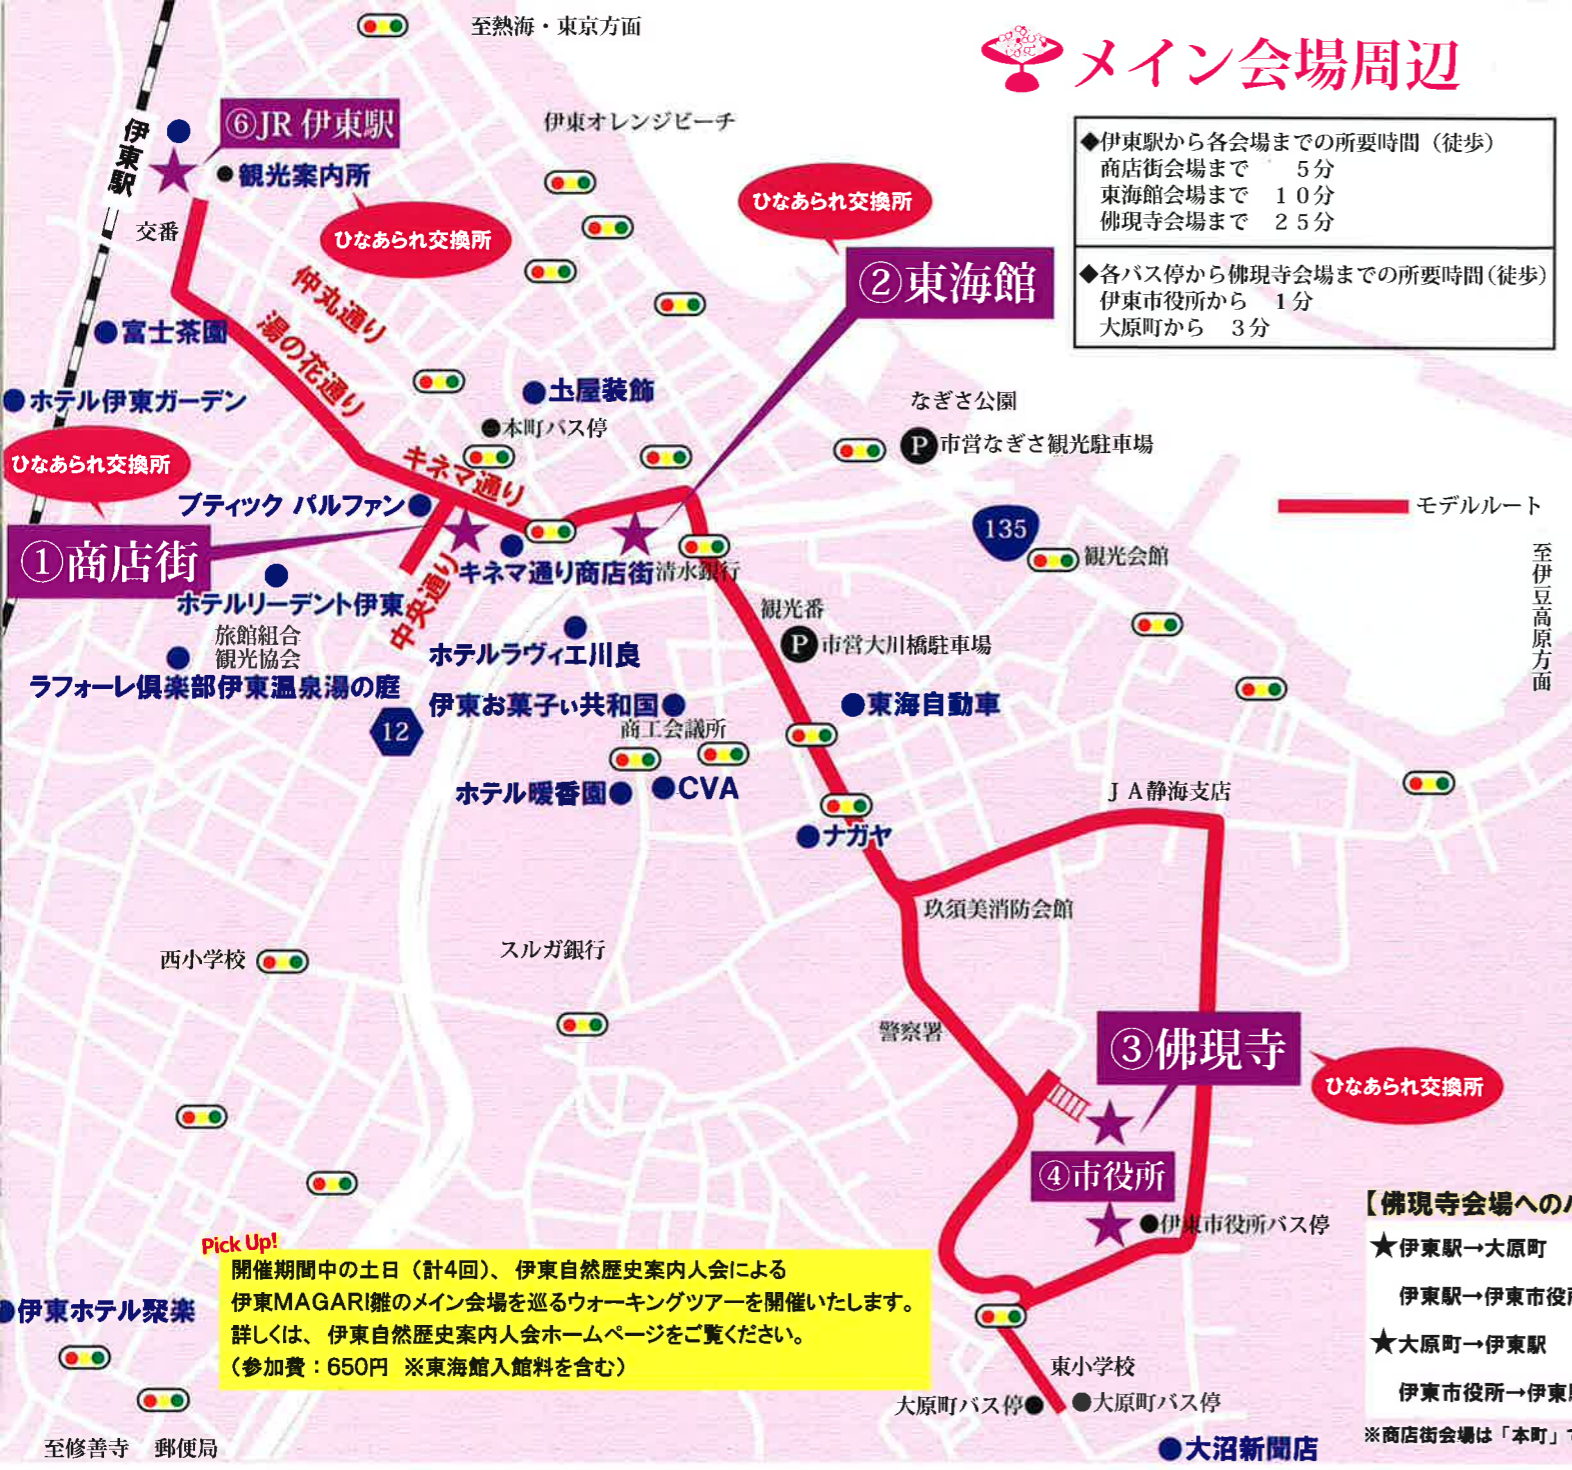 至熱海・東京方面
メイン会場周辺
⑥JR 伊東駅
伊東駅
●観光案内所
交番
ひなあられ交換所
伊東オレンジビーチ
ひなあられ交換所
②東海館
◆伊東駅から各会場までの所要時間（徒歩）
商店街会場まで 5分
東海館会場まで 10分
佛現寺会場まで 25分
◆各バス停から佛現寺会場までの所要時間（徒歩）
伊東市役所から 1分
大原町から 3分
仲丸通り
湯の花通り
●富士茶園
●ホテル伊東ガーデン
●土屋装飾
●本町バス停
なぎさ公園
P 市営なぎさ観光駐車場
ひなあられ交換所
キネマ通り
ブティック パルファン●
モデルルート
①商店街
135
観光会館
至伊豆高原方面
キネマ通り商店街
清水銀行
ホテルリーデント伊東
中央通り
旅館組合
観光協会
観光番
P 市営大川橋駐車場
ホテルラヴィエ川良
ラフォーレ倶楽部伊東温泉湯の庭
伊東お菓子ぃ共和国●
●東海自動車
12
商工会議所
ホテル暖香園●
●CVA
JA静海支店
●ナガヤ
玖須美消防会館
西小学校
スルガ銀行
警察署
③佛現寺
ひなあられ交換所
④市役所
●伊東市役所バス停
【佛現寺会場への
★伊東駅→大原町
伊東駅→伊東市役所
★大原町→伊東駅
伊東市役所→伊東駅
※商店街会場は「本町」で
Pick Up!
開催期間中の土日（計4回）、伊東自然歴史案内人会による
伊東MAGARI雛のメイン会場を巡るウォーキングツアーを開催いたします。
詳しくは、伊東自然歴史案内人会ホームページをご覧ください。
（参加費：650円 ※東海館入館料を含む）
●伊東ホテル聚楽
東小学校
大原町バス停●
●大原町バス停
至修善寺
郵便局
●大沼新聞店